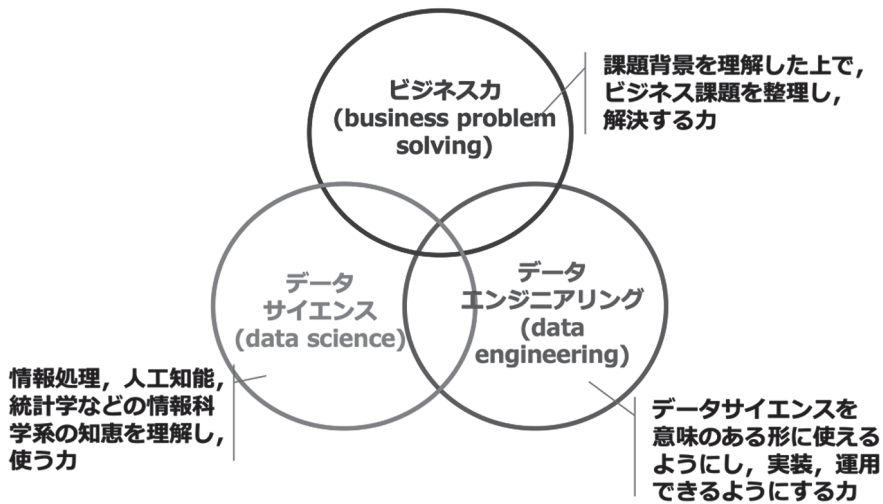 ビジネス力
(business problem
solving)
課題背景を理解した上で，
ビジネス課題を整理し，
解決する力
データ
サイエンス
(data science)
データ
エンジニアリング
(data
engineering)
情報処理，人工知能，
統計学などの情報科
学系の知恵を理解し，
使う力
データサイエンスを
意味のある形に使える
ようにし，実装，運用
できるようにする力